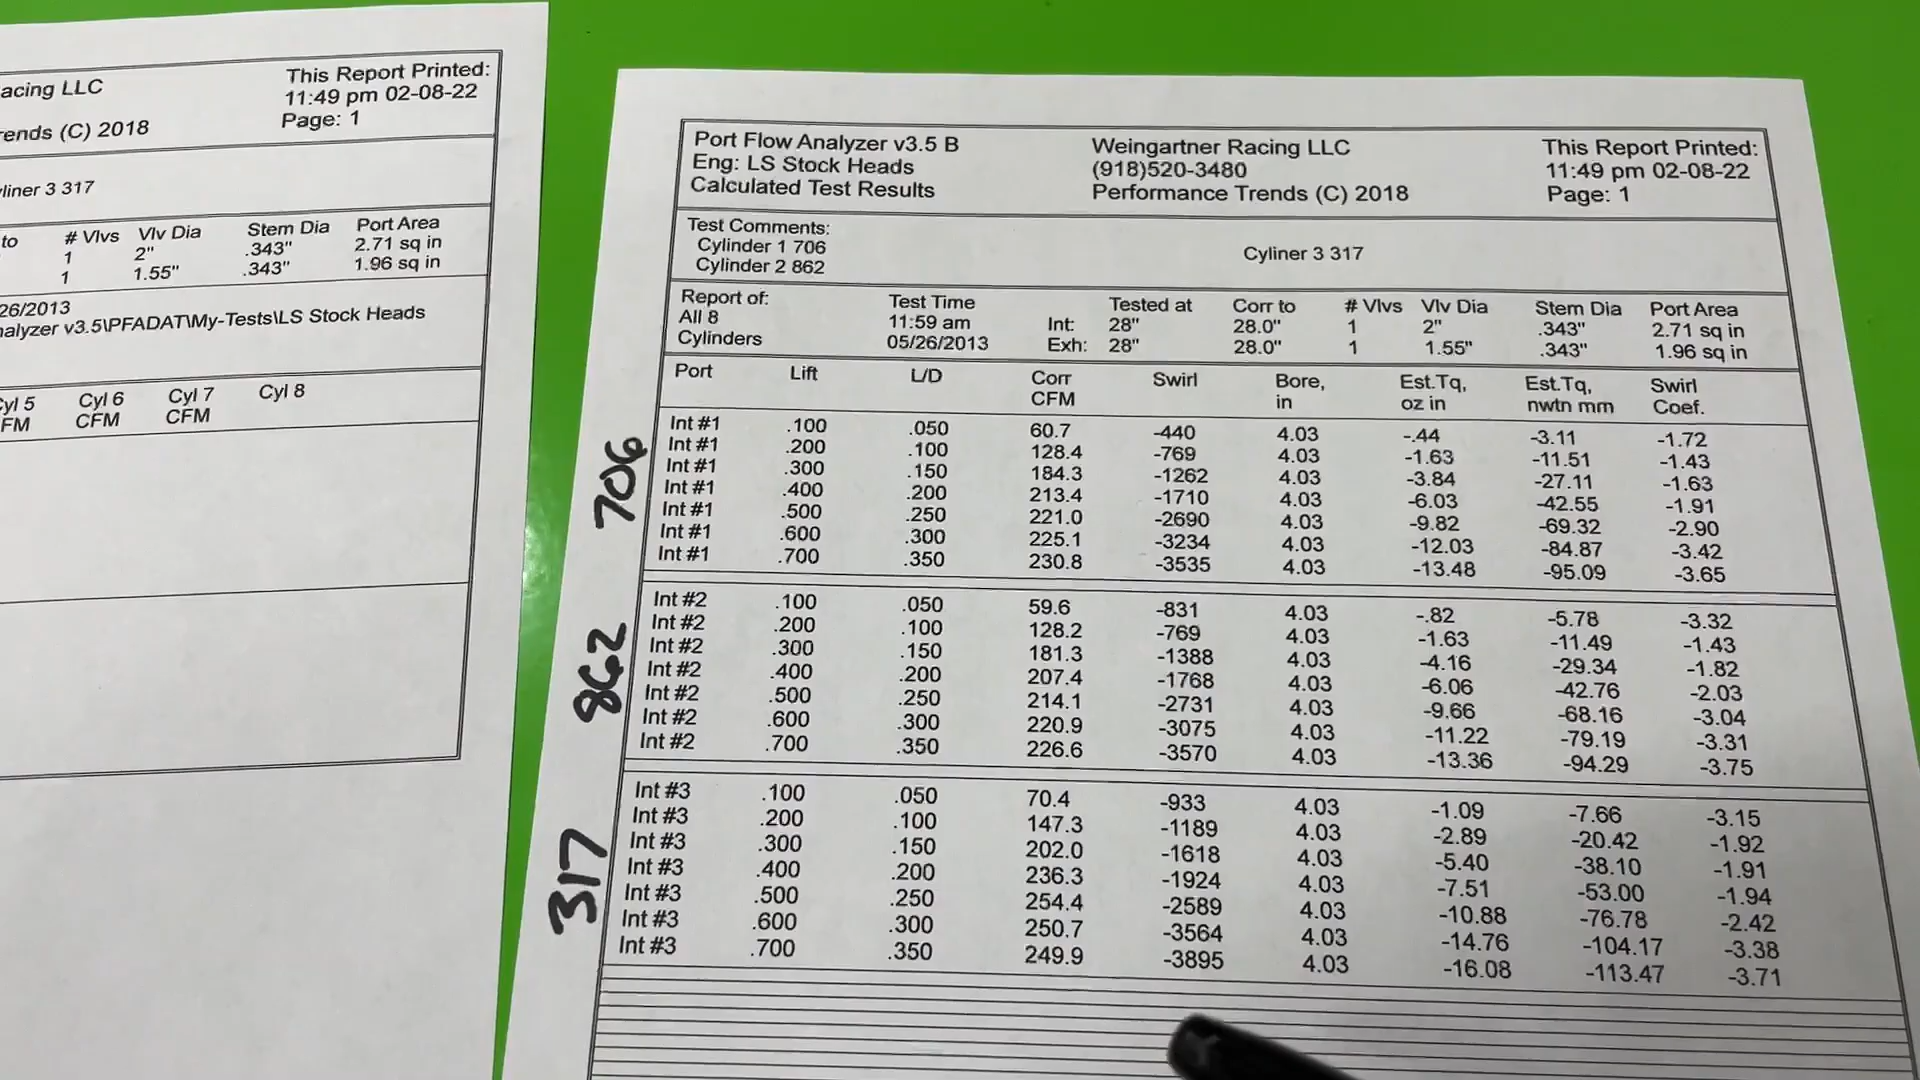 acing LLC
This Report Printed:
11:49 pm 02-08-22
Page: 1
rends (C) 2018
yliner 3 317
to # Vlvs Vlv Dia Stem Dia Port Area
1 2" .343" 2.71 sq in
1 1.55" .343" 1.96 sq in
26/2013
nalyzer v3.5\PFADAT\My-Tests\LS Stock Heads
Cyl 5 Cyl 6 Cyl 7 Cyl 8
FM CFM CFM
Port Flow Analyzer v3.5 B Weingartner Racing LLC This Report Printed:
Eng: LS Stock Heads (918)520-3480 11:49 pm 02-08-22
Calculated Test Results Performance Trends (C) 2018 Page: 1
Test Comments:
Cylinder 1 706 Cyliner 3 317
Cylinder 2 862
Report of: Test Time Tested at Corr to # Vlvs Vlv Dia Stem Dia Port Area
All 8 11:59 am Int: 28" 28.0" 1 2" .343" 2.71 sq in
Cylinders 05/26/2013 Exh: 28" 28.0" 1 1.55" .343" 1.96 sq in
Port Lift L/D Corr Swirl Bore, Est.Tq, Est.Tq, Swirl
CFM in oz in nwtn mm Coef.
706
Int #1 .100 .050 60.7 -440 4.03 -.44 -3.11 -1.72
Int #1 .200 .100 128.4 -769 4.03 -1.63 -11.51 -1.43
Int #1 .300 .150 184.3 -1262 4.03 -3.84 -27.11 -1.63
Int #1 .400 .200 213.4 -1710 4.03 -6.03 -42.55 -1.91
Int #1 .500 .250 221.0 -2690 4.03 -9.82 -69.32 -2.90
Int #1 .600 .300 225.1 -3234 4.03 -12.03 -84.87 -3.42
Int #1 .700 .350 230.8 -3535 4.03 -13.48 -95.09 -3.65
862
Int #2 .100 .050 59.6 -831 4.03 -.82 -5.78 -3.32
Int #2 .200 .100 128.2 -769 4.03 -1.63 -11.49 -1.43
Int #2 .300 .150 181.3 -1388 4.03 -4.16 -29.34 -1.82
Int #2 .400 .200 207.4 -1768 4.03 -6.06 -42.76 -2.03
Int #2 .500 .250 214.1 -2731 4.03 -9.66 -68.16 -3.04
Int #2 .600 .300 220.9 -3075 4.03 -11.22 -79.19 -3.31
Int #2 .700 .350 226.6 -3570 4.03 -13.36 -94.29 -3.75
317
Int #3 .100 .050 70.4 -933 4.03 -1.09 -7.66 -3.15
Int #3 .200 .100 147.3 -1189 4.03 -2.89 -20.42 -1.92
Int #3 .300 .150 202.0 -1618 4.03 -5.40 -38.10 -1.91
Int #3 .400 .200 236.3 -1924 4.03 -7.51 -53.00 -1.94
Int #3 .500 .250 254.4 -2589 4.03 -10.88 -76.78 -2.42
Int #3 .600 .300 250.7 -3564 4.03 -14.76 -104.17 -3.38
Int #3 .700 .350 249.9 -3895 4.03 -16.08 -113.47 -3.71